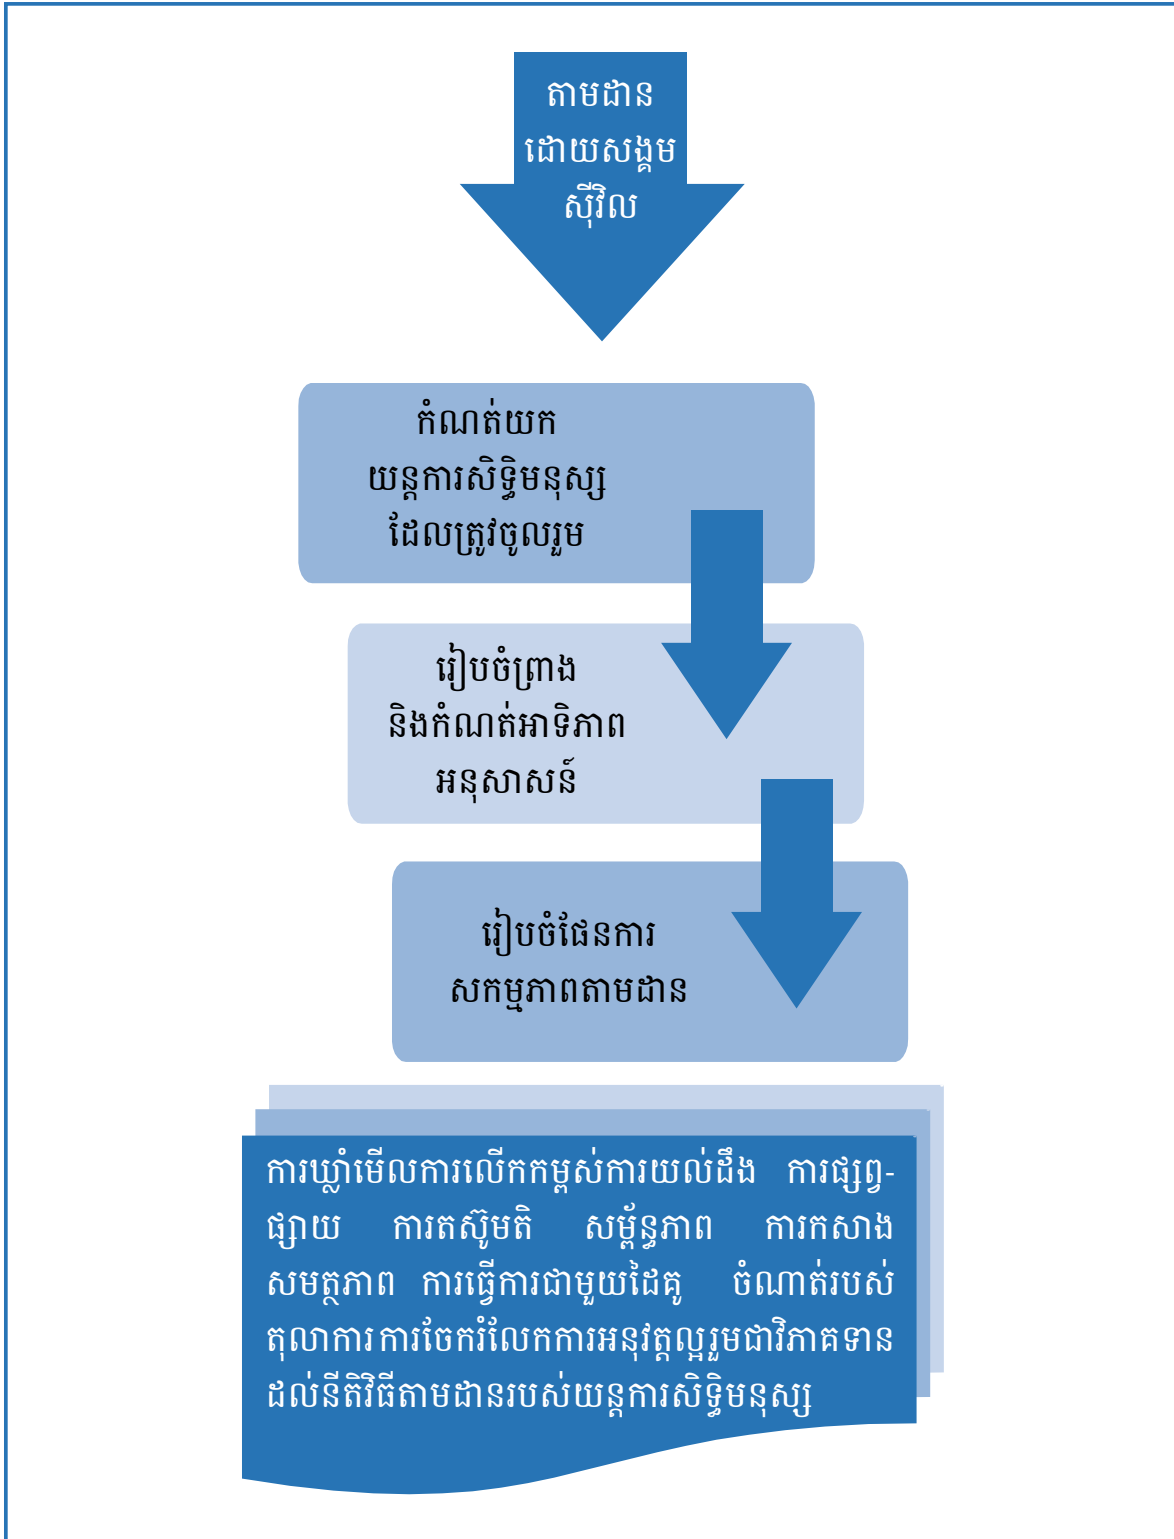 តាមដាន
ដោយសង្គម
ស៊ីវិល
កំណត់យក
យន្តការសិទ្ធិមនុស្ស
ដែលត្រូវចូលរួម
រៀបចំព្រាង
និងកំណត់អាទិភាព
អនុសាសន៍
រៀបចំផែនការ
សកម្មភាពតាមដាន
ការឃ្លាំមើលការលើកកម្ពស់ការយល់ដឹង ការផ្សព្វ-
ផ្សាយ ការតស៊ូមតិ សម្ព័ន្ធភាព ការកសាង
សមត្ថភាព ការធ្វើការជាមួយដៃគូ ចំណាត់របស់
តុលាការ ការចែករំលែកការអនុវត្តល្អរួមជាវិភាគទាន
ដល់នីតិវិធីតាមដានរបស់យន្តការសិទ្ធិមនុស្ស